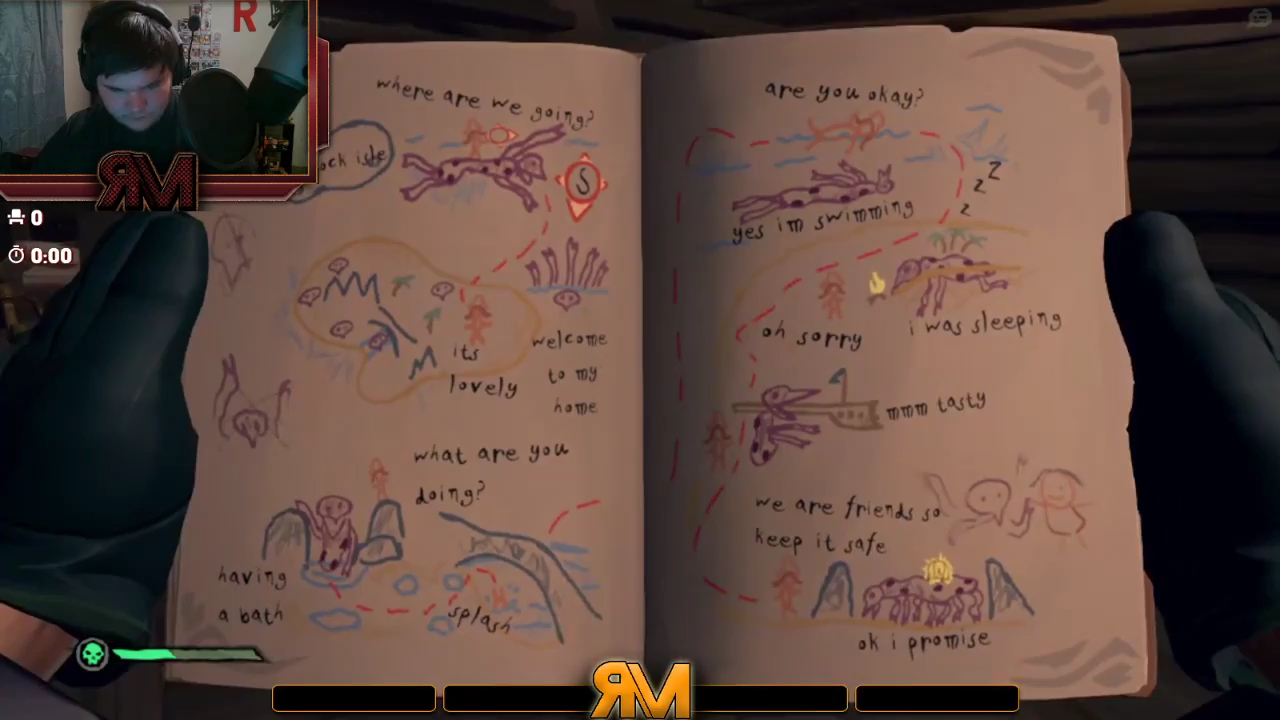 R
RM
0
0:00
where are we going?
ock isle
S
its
lovely
welcome
to my
home
what are you
doing?
having
a bath
splash
are you okay?
z
z
z
yes im swimming
oh sorry
i was sleeping
mmm tasty
we are friends so
keep it safe
ok i promise
RM